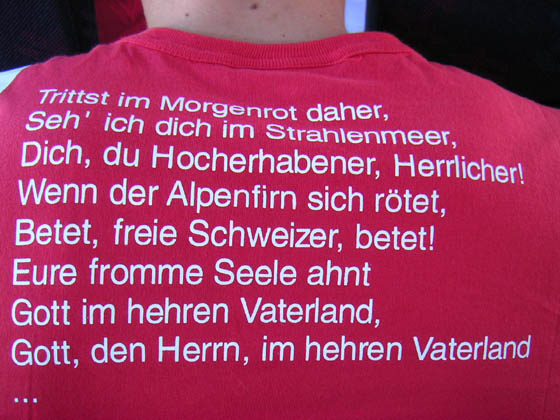 Trittst im Morgenrot daher,
Seh' ich dich im Strahlenmeer,
Dich, du Hocherhabener, Herrlicher!
Wenn der Alpenfirn sich rötet,
Betet, freie Schweizer, betet!
Eure fromme Seele ahnt
Gott im hehren Vaterland,
Gott, den Herrn, im hehren Vaterland
...